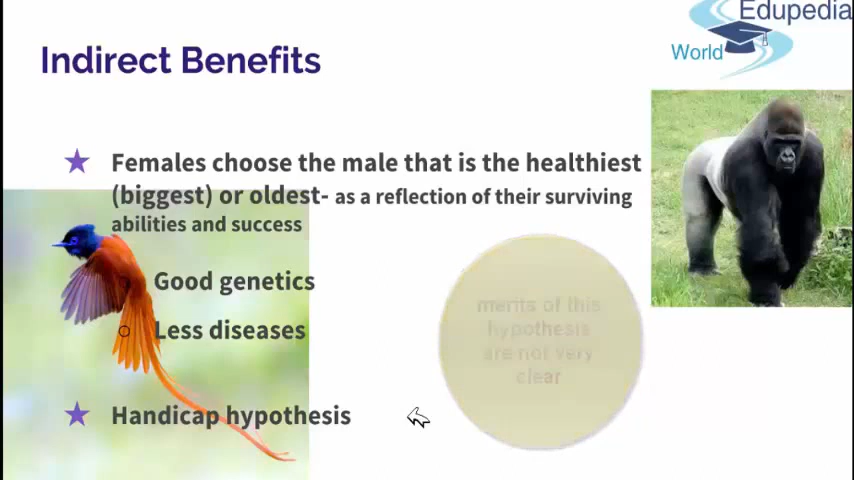 Edupedia
World
Indirect Benefits
Females choose the male that is the healthiest
(biggest) or oldest- as a reflection of their surviving
abilities and success
Good genetics
Less diseases
merits of this
hypothesis
are not very
clear
Handicap hypothesis